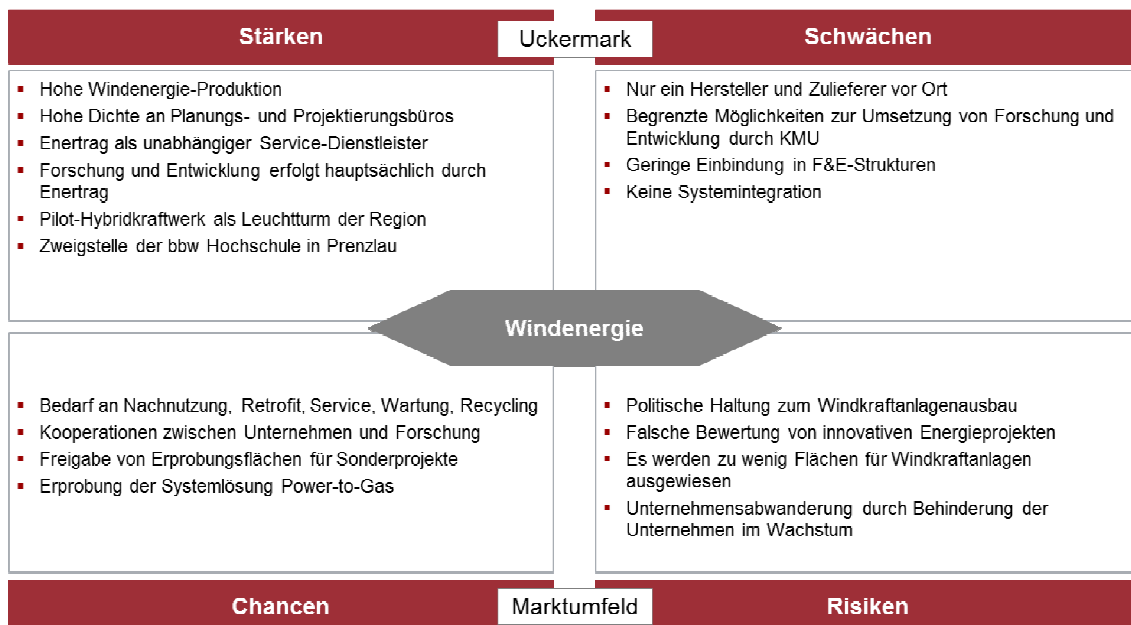 Stärken
Uckermark
Schwächen
Hohe Windenergie-Produktion
Hohe Dichte an Planungs- und Projektierungsbüros
Enertrag als unabhängiger Service-Dienstleister
Forschung und Entwicklung erfolgt hauptsächlich durch
Enertrag
Pilot-Hybridkraftwerk als Leuchtturm der Region
Zweigstelle der bbw Hochschule in Prenzlau
Nur ein Hersteller und Zulieferer vor Ort
Begrenzte Möglichkeiten zur Umsetzung von Forschung und
Entwicklung durch KMU
Geringe Einbindung in F&E-Strukturen
Keine Systemintegration
Windenergie
Bedarf an Nachnutzung, Retrofit, Service, Wartung, Recycling
Kooperationen zwischen Unternehmen und Forschung
Freigabe von Erprobungsflächen für Sonderprojekte
Erprobung der Systemlösung Power-to-Gas
Politische Haltung zum Windkraftanlagenausbau
Falsche Bewertung von innovativen Energieprojekten
Es werden zu wenig Flächen für Windkraftanlagen
ausgewiesen
Unternehmensabwanderung durch Behinderung der
Unternehmen im Wachstum
Chancen
Marktumfeld
Risiken